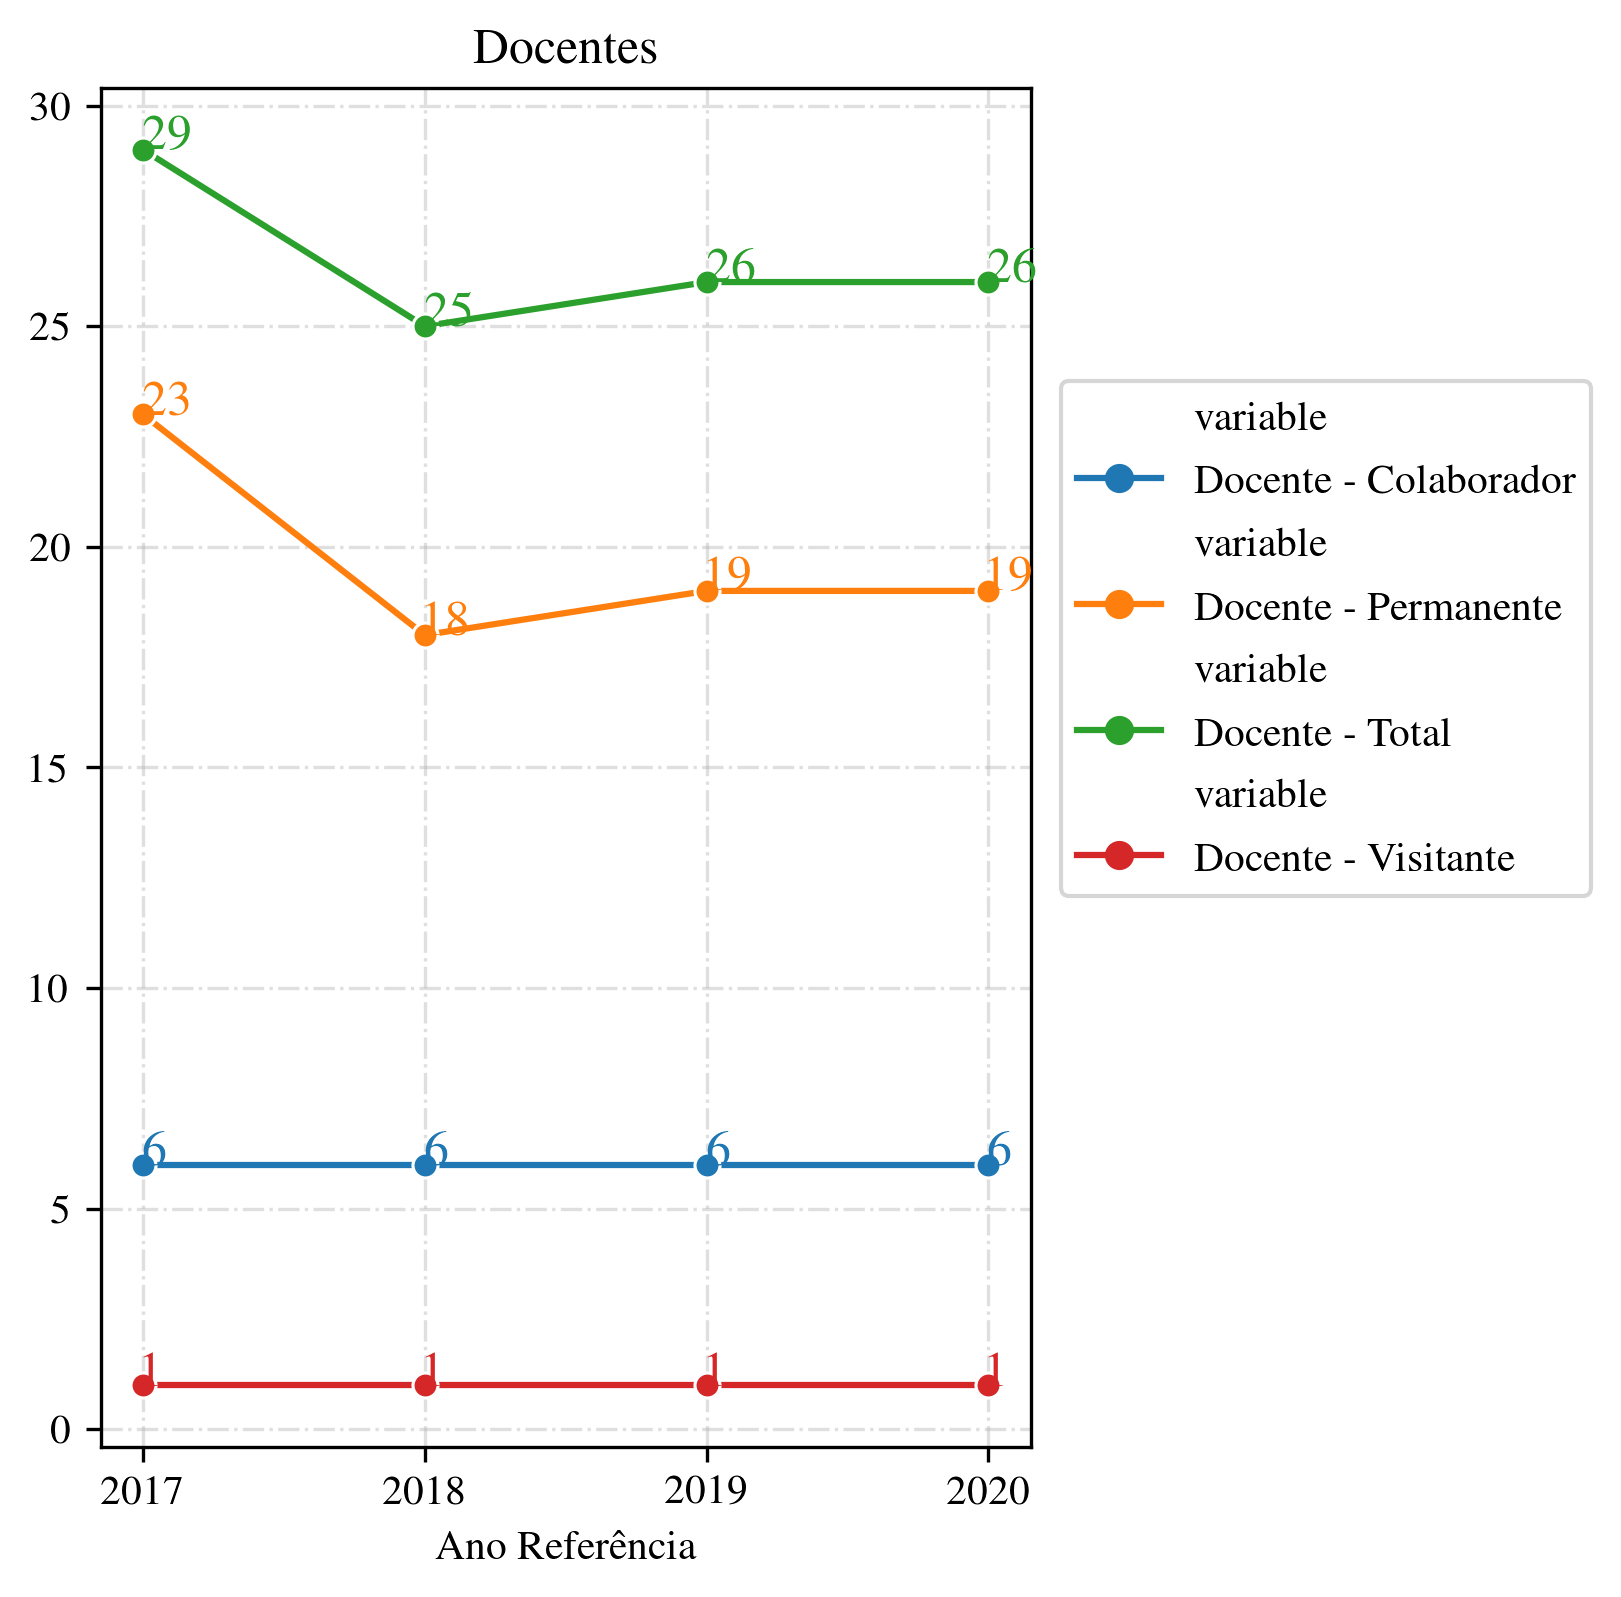 Docentes
30
25
20
15
10
5
0
29
25
26
26
23
18
19
19
6
6
6
6
1
1
1
1
2017
2018
2019
2020
Ano Referência
variable
Docente - Colaborador
variable
Docente - Permanente
variable
Docente - Total
variable
Docente - Visitante